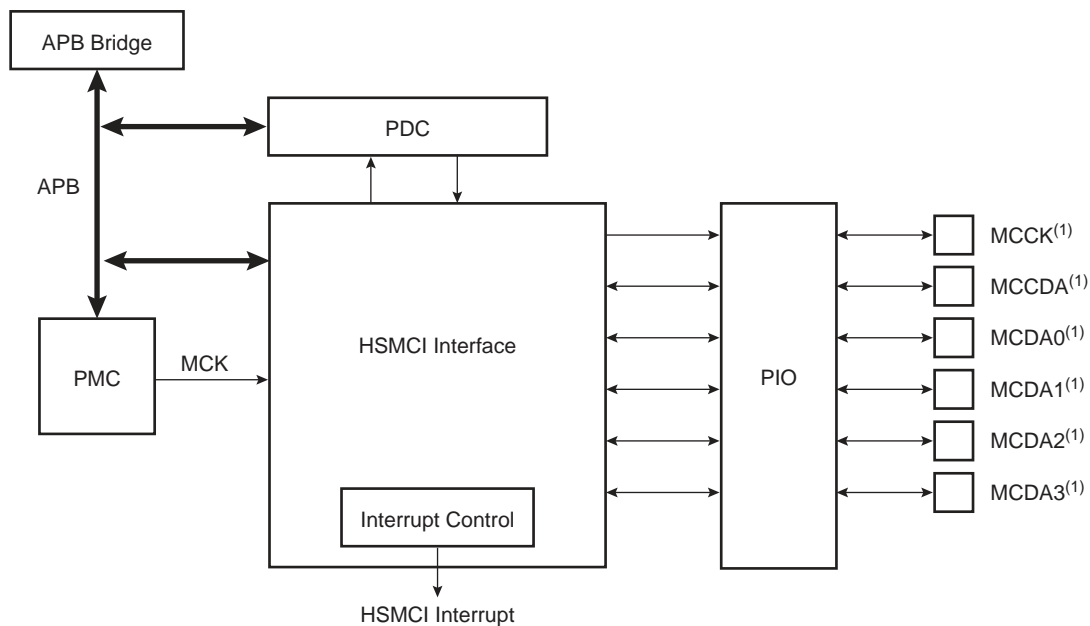 APB Bridge
PDC
APB
MCCK(1)
MCCDA(1)
HSMCI Interface
MCDA0(1)
MCK
PMC
PIO
MCDA1(1)
MCDA2(1)
MCDA3(1)
Interrupt Control
HSMCI Interrupt